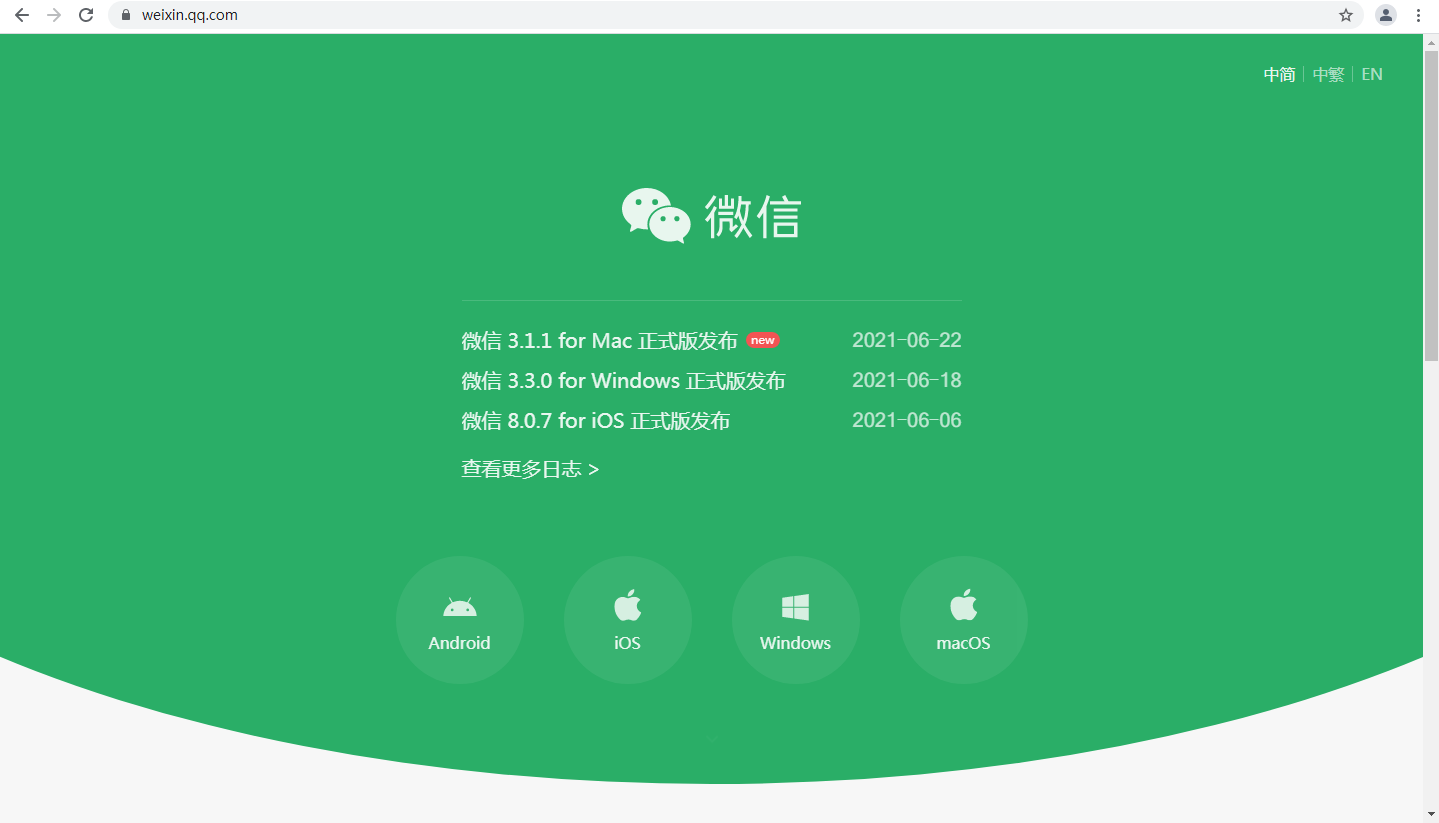 weixin.qq.com
中简 中繁 EN
微信
微信 3.1.1 for Mac 正式版发布 new 2021-06-22
微信 3.3.0 for Windows 正式版发布 2021-06-18
微信 8.0.7 for iOS 正式版发布 2021-06-06
查看更多日志 >
Android iOS Windows macOS